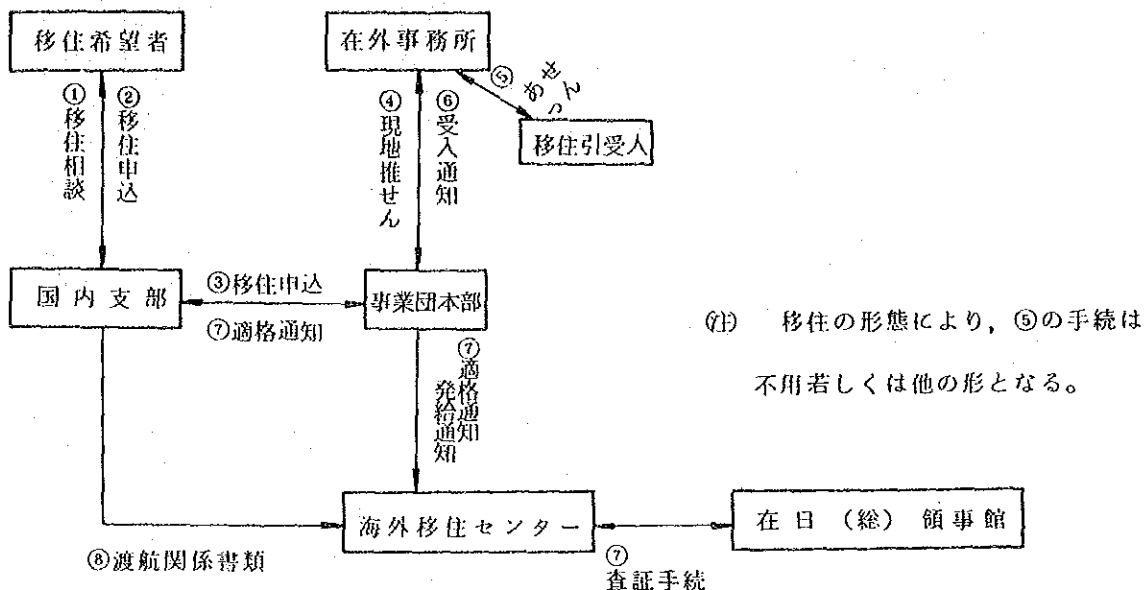 移住希望者
在外事務所
①移住相談
②移住申込
④現地推せん
⑥受入通知
⑤あっせん
移住引受人
国内支部
③移住申込
⑦適格通知
事業団本部
⑦適格通知
発給通知
(注) 移住の形態により,⑤の手続は
不用若しくは他の形となる。
海外移住センター
在日(総)領事館
⑧渡航関係書類
⑦
査証手続